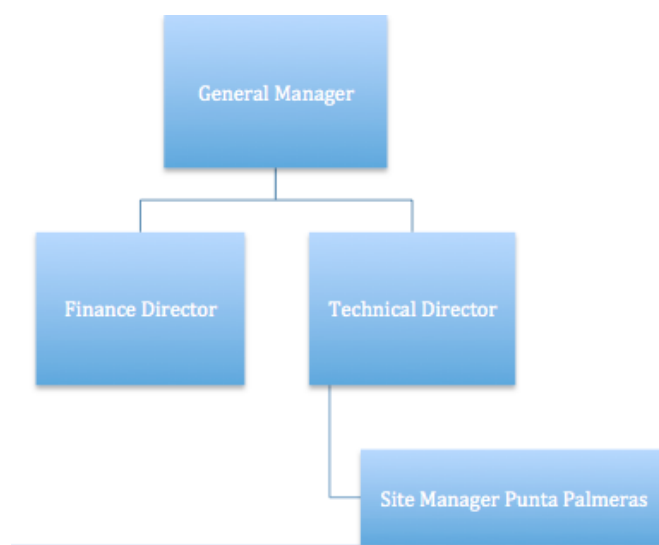 General Manager
Finance Director
Technical Director
Site Manager Punta Palmeras